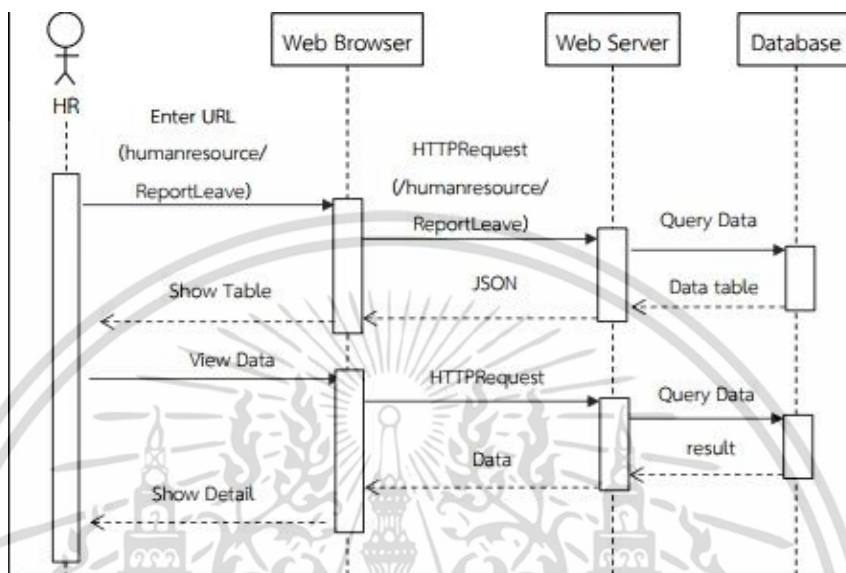 Web Browser
Web Server
Database
HR
Enter URL
(humanresource/
ReportLeave)
HTTPRequest
(/humanresource/
ReportLeave)
Query Data
Show Table
JSON
Data table
View Data
HTTPRequest
Query Data
Data
result
Show Detail